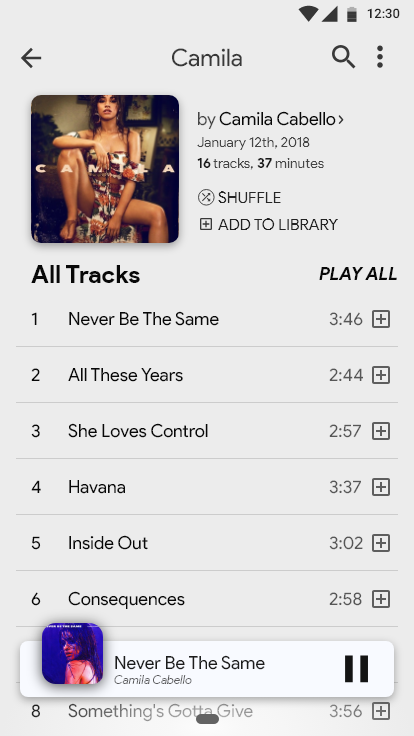 12:30
Camila
CAMILA
by Camila Cabello›
January 12th, 2018
16 tracks, 37 minutes
SHUFFLE
ADD TO LIBRARY
All Tracks
PLAY ALL
1 Never Be The Same 3:46
2 All These Years 2:44
3 She Loves Control 2:57
4 Havana 3:37
5 Inside Out 3:02
6 Consequences 2:58
Never Be The Same
Camila Cabello
8 Something's Gotta Give 3:56